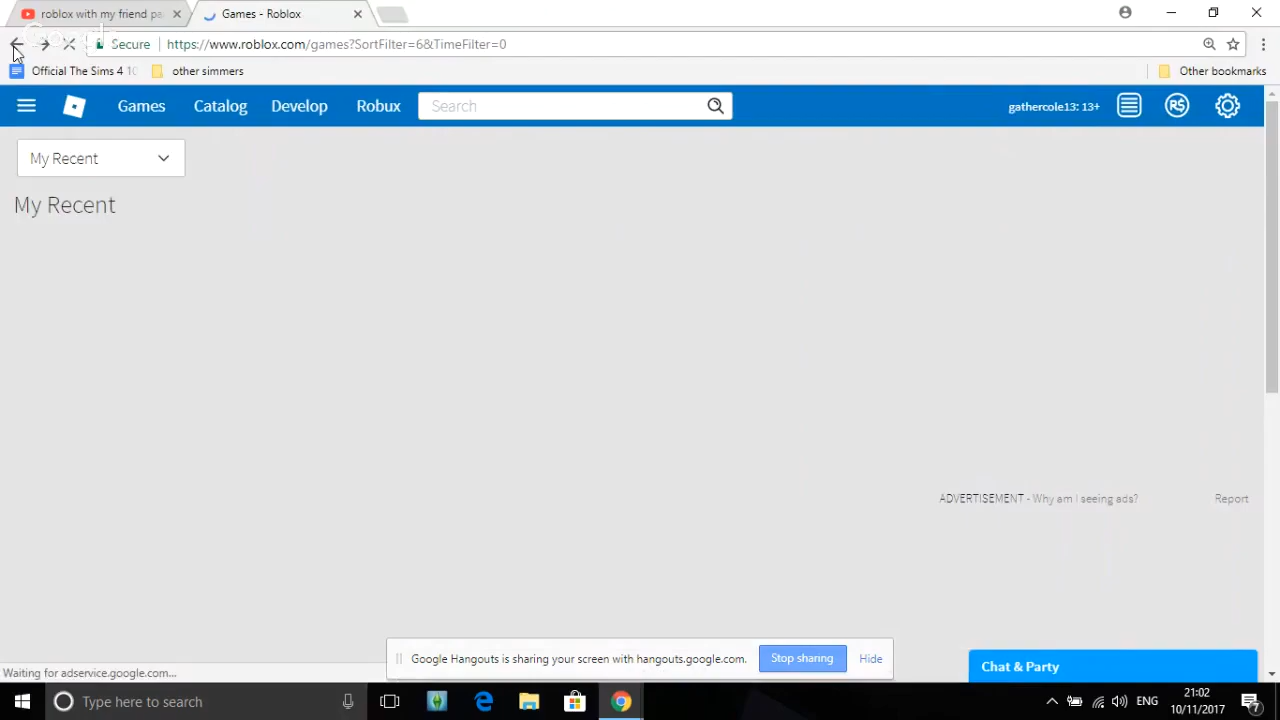 roblox with my friend pa
Games - Roblox
Secure
https://www.roblox.com/games?SortFilter=6&TimeFilter=0
Official The Sims 4 10
other simmers
Other bookmarks
Games
Catalog
Develop
Robux
Search
gathercole13: 13+
R$
My Recent
My Recent
ADVERTISEMENT - Why am I seeing ads?
Report
Google Hangouts is sharing your screen with hangouts.google.com.
Stop sharing
Hide
Waiting for adservice.google.com...
Chat & Party
Type here to search
ENG
21:02
10/11/2017
7